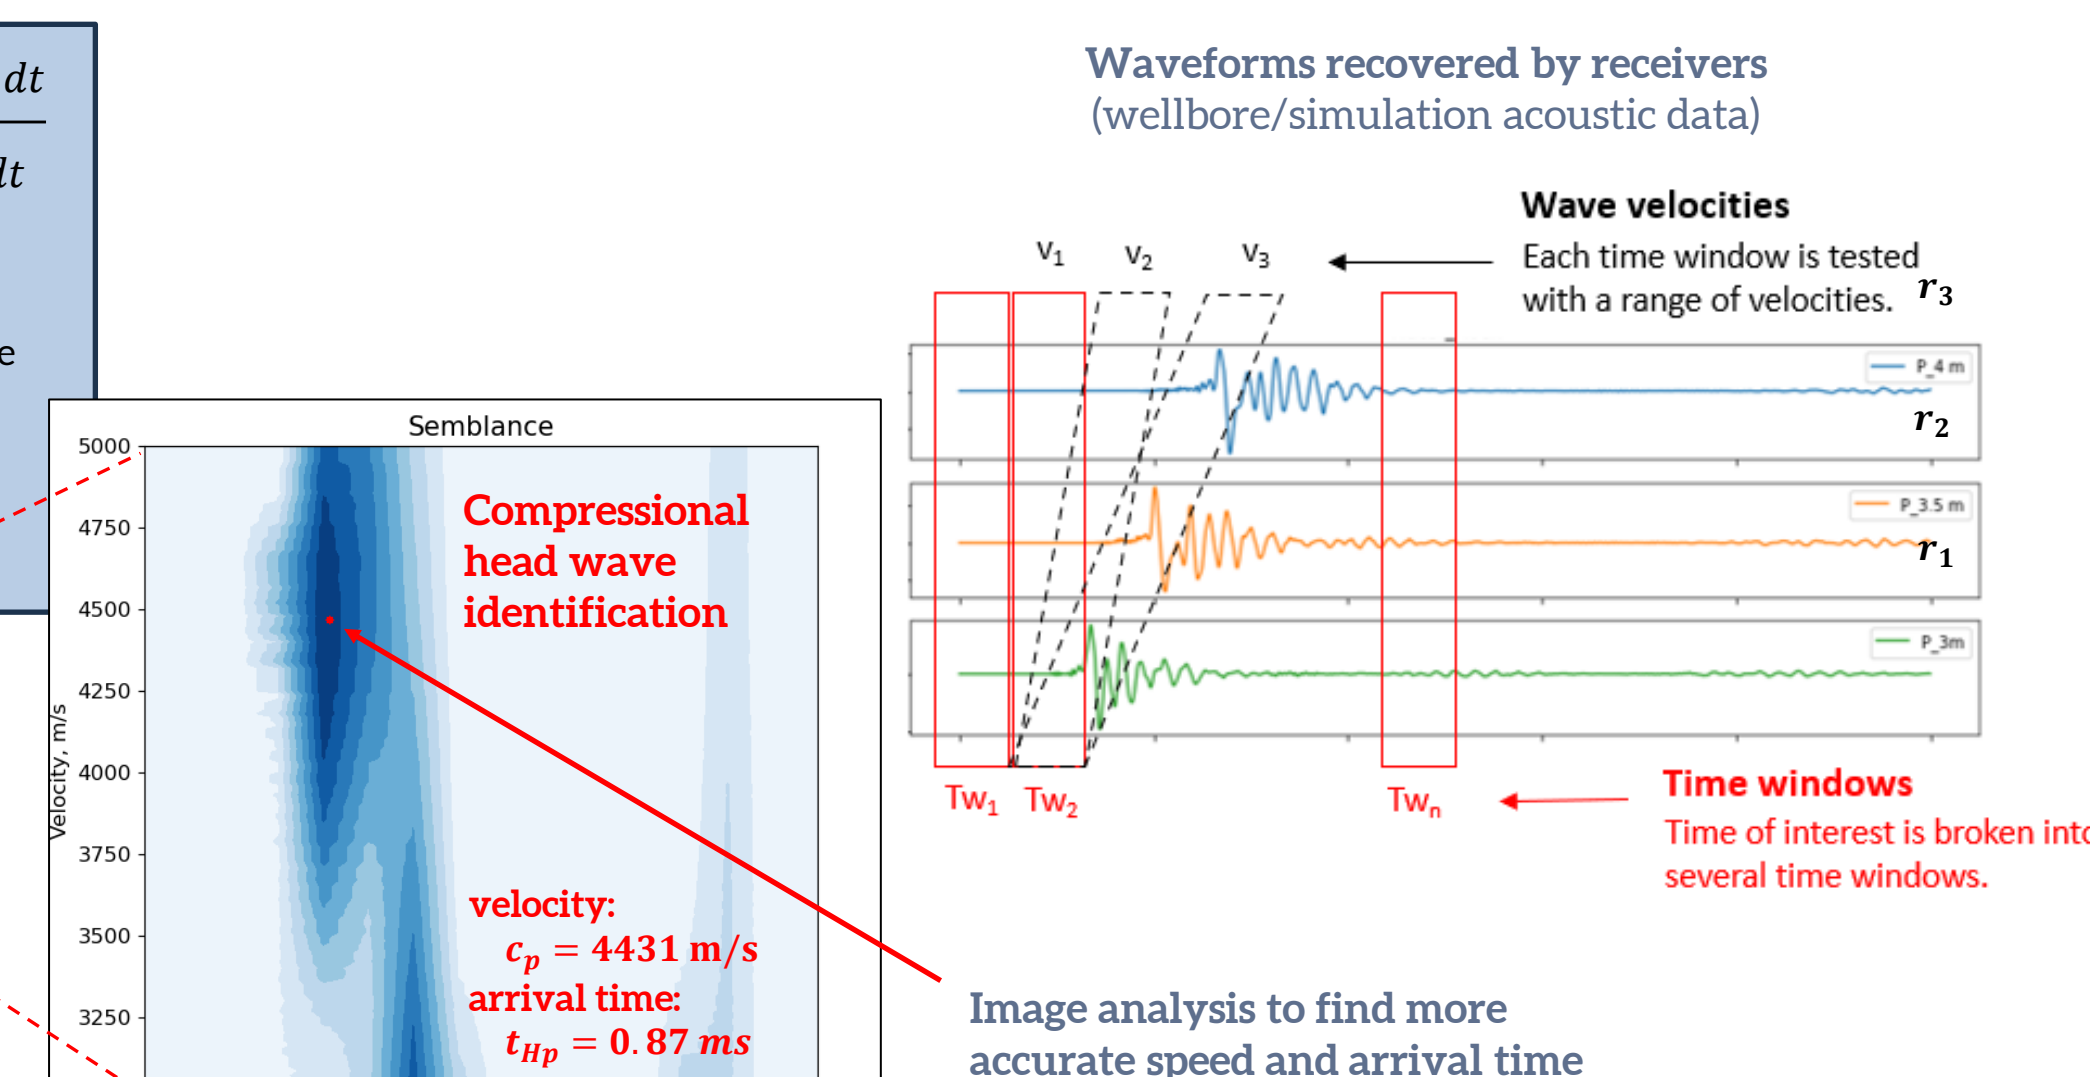 dt
dt
e
Waveforms recovered by receivers
(wellbore/simulation acoustic data)
Wave velocities
Each time window is tested
with a range of velocities.
v₁
v₂
v₃
r₃
P_4 m
r₂
P_3.5 m
r₁
P_3m
Tw₁
Tw₂
Twₙ
Time windows
Time of interest is broken into
several time windows.
Semblance
5000
4750
4500
4250
4000
3750
3500
3250
Velocity, m/s
Compressional
head wave
identification
velocity:
cₚ = 4431 m/s
arrival time:
t_Hp = 0.87 ms
Image analysis to find more
accurate speed and arrival time